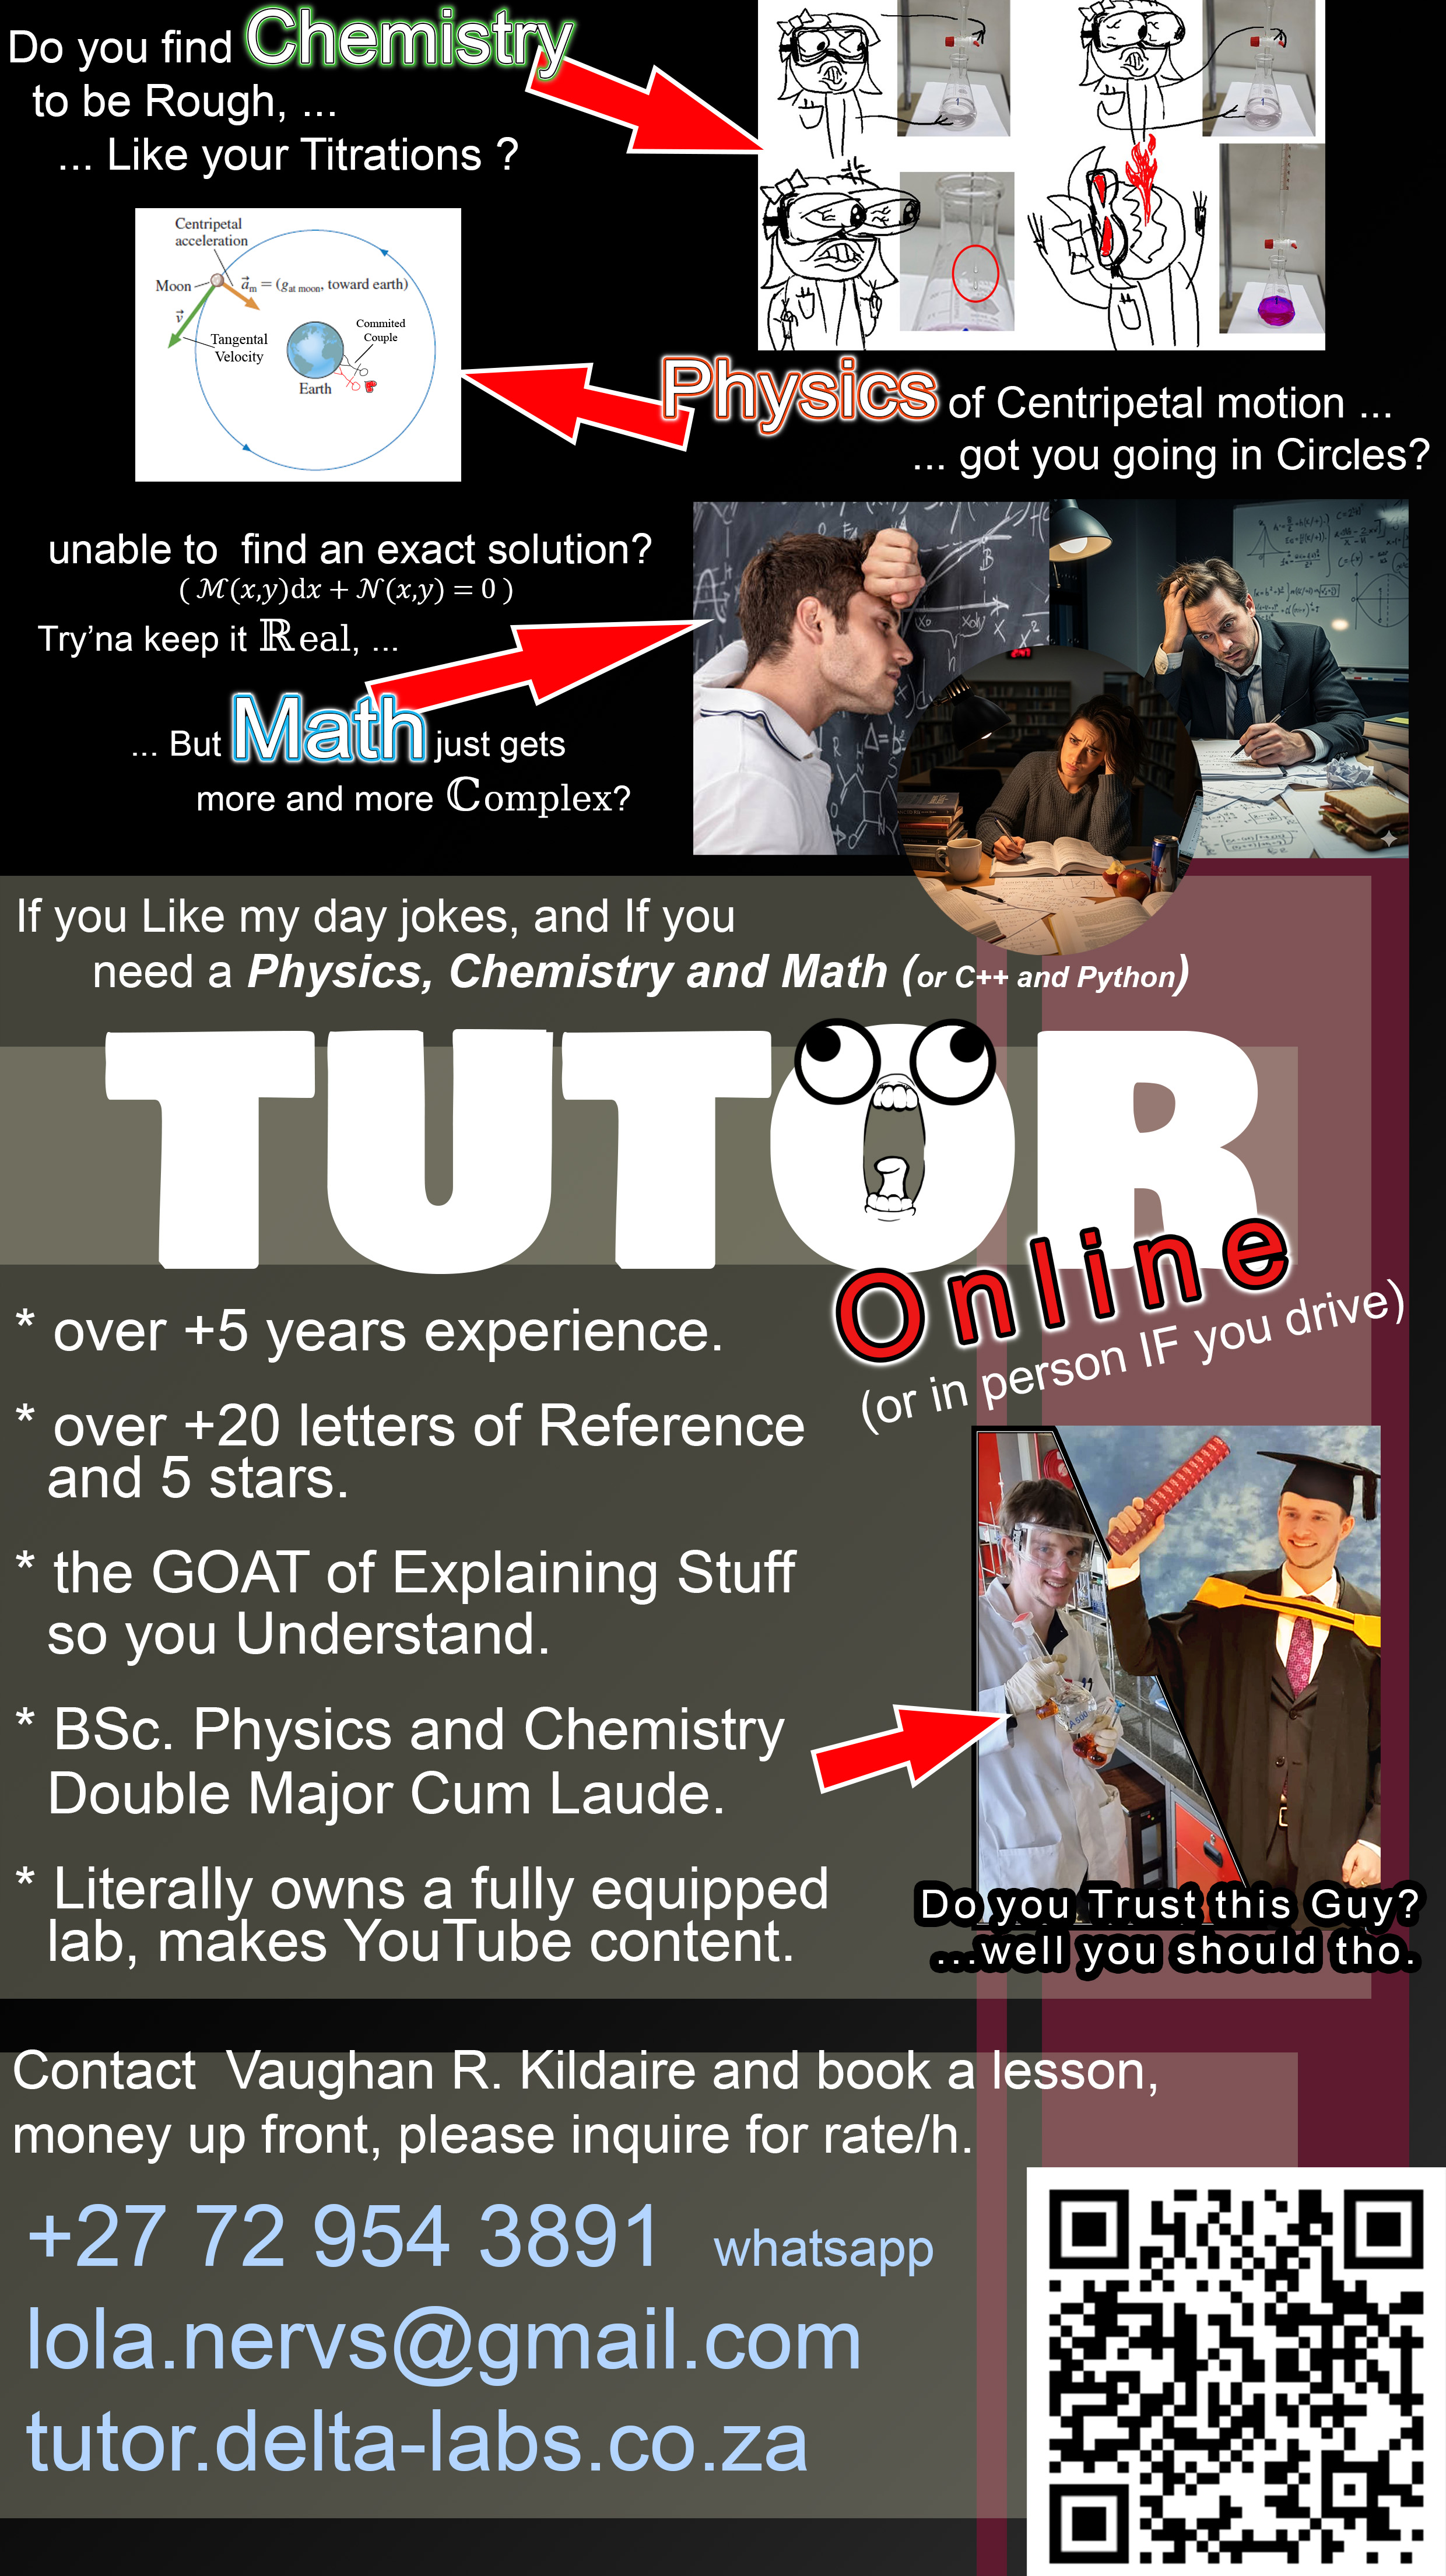 Do you find Chemistry
to be Rough, ...
... Like your Titrations ?
Centripetal
acceleration
Moon
a⃗m = (gat moon, toward earth)
v⃗
Tangental
Velocity
Commited
Couple
Earth
Physics of Centripetal motion ...
... got you going in Circles?
unable to find an exact solution?
( ℳ(x,y)dx + 𝒩(x,y) = 0 )
Try'na keep it ℝeal, ...
... But Math just gets
more and more ℂomplex?
If you Like my day jokes, and If you
need a Physics, Chemistry and Math (or C++ and Python)
TUTOR
Online
(or in person IF you drive)
* over +5 years experience.
* over +20 letters of Reference
and 5 stars.
* the GOAT of Explaining Stuff
so you Understand.
* BSc. Physics and Chemistry
Double Major Cum Laude.
* Literally owns a fully equipped
lab, makes YouTube content.
Do you Trust this Guy?
...well you should tho.
Contact Vaughan R. Kildaire and book a lesson,
money up front, please inquire for rate/h.
+27 72 954 3891 whatsapp
lola.nervs@gmail.com
tutor.delta-labs.co.za